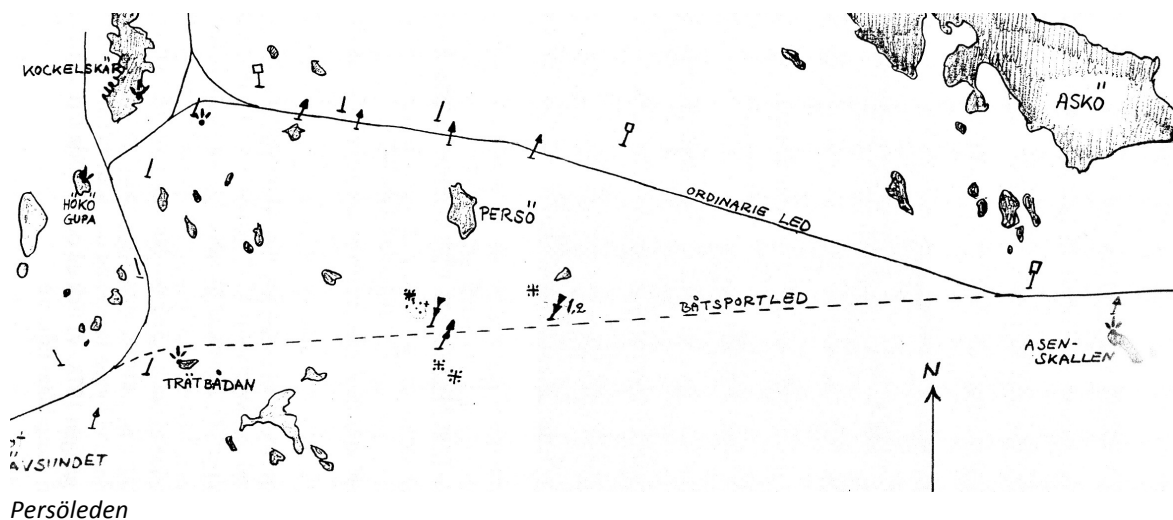 KOCKELSKÄR
ASKÖ
HÖKÖ
GUPA
PERSÖ
ORDINARIE LED
1,2
BÅTSPORTLED
ASEN-
SKALLEN
TRÄTBÅDAN
N
ÄVSUNDET
Persöleden